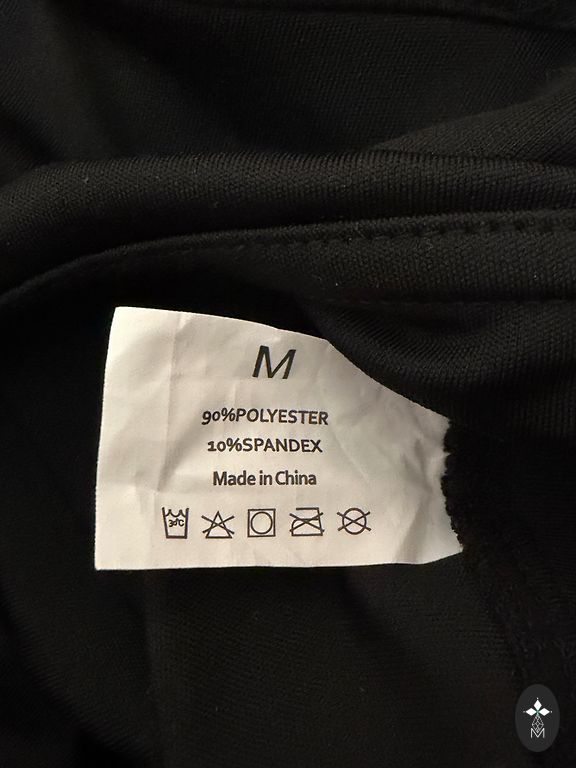 M
90%POLYESTER
10%SPANDEX
Made in China
30°C
M